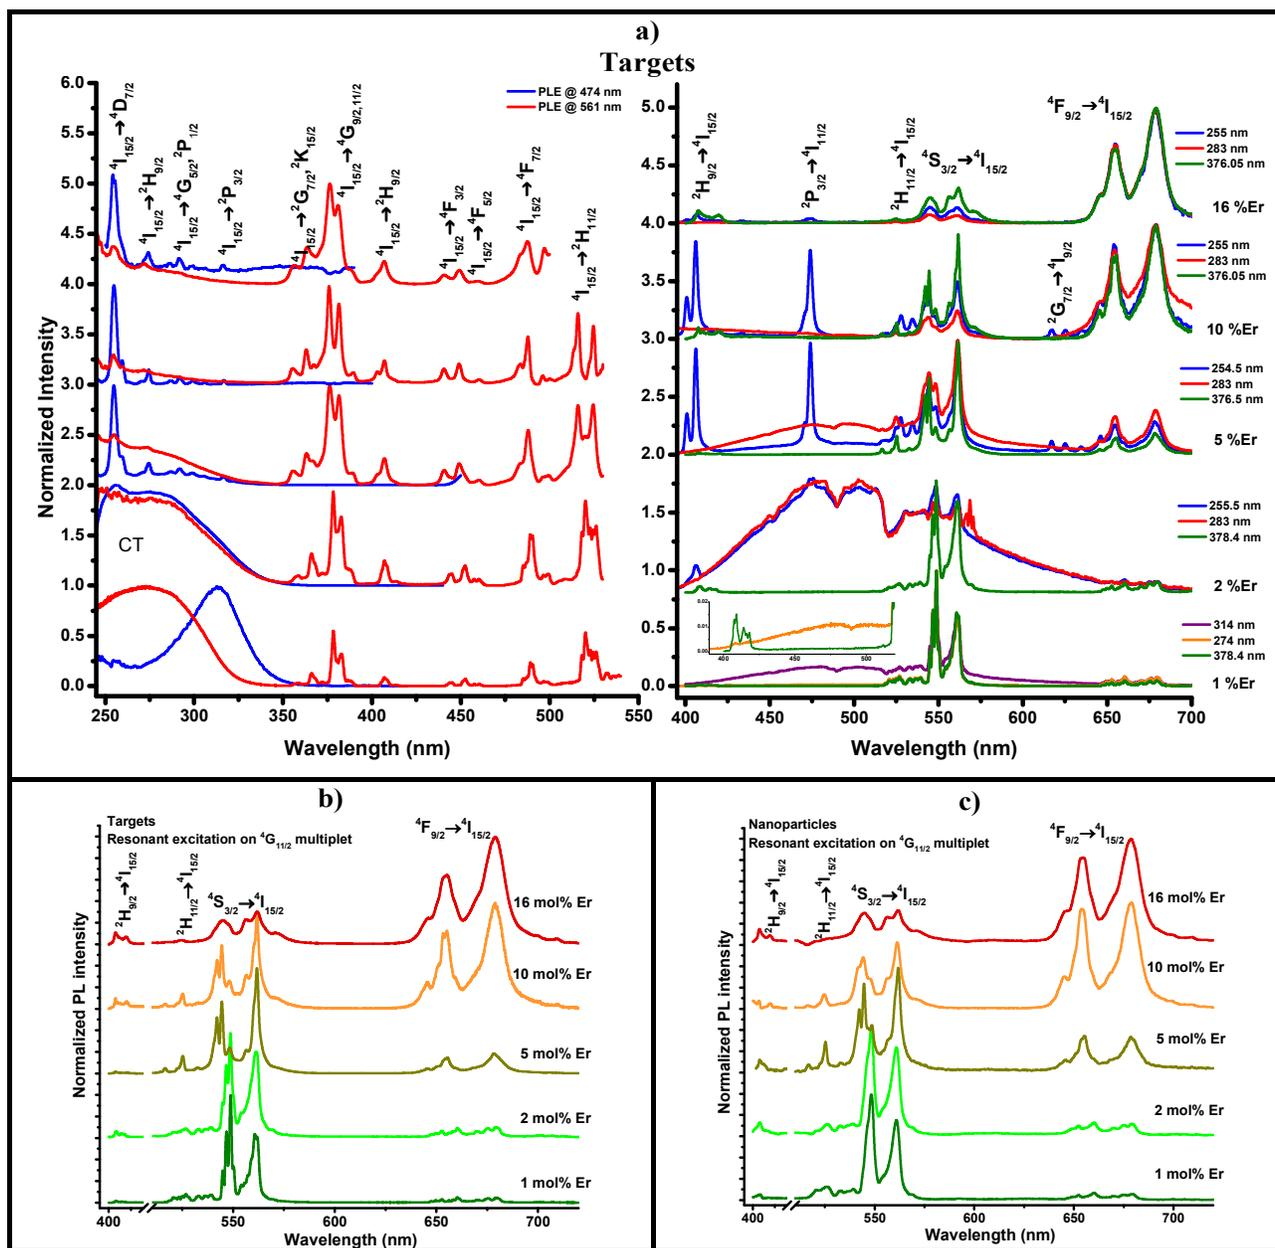 a)
Targets
6.0
5.5
5.0
4.5
4.0
3.5
3.0
2.5
2.0
1.5
1.0
0.5
0.0
Normalized Intensity
PLE @ 474 nm
PLE @ 561 nm
⁴I₁₅/₂→⁴D₇/₂
⁴I₁₅/₂→²H₉/₂
⁴I₁₅/₂→⁴G₅/₂, ²P₁/₂
⁴I₁₅/₂→²P₃/₂
⁴I₁₅/₂→²G₇/₂, ²K₁₅/₂
⁴I₁₅/₂→⁴G₉/₂,₁₁/₂
⁴I₁₅/₂→²H₉/₂
⁴I₁₅/₂→⁴F₃/₂
⁴I₁₅/₂→⁴F₅/₂
⁴I₁₅/₂→⁴F₇/₂
⁴I₁₅/₂→²H₁₁/₂
CT
250 300 350 400 450 500 550
Wavelength (nm)
5.0
4.5
4.0
3.5
3.0
2.5
2.0
1.5
1.0
0.5
0.0
²H₉/₂→⁴I₁₅/₂
²P₃/₂→⁴I₁₁/₂
²H₁₁/₂→⁴I₁₅/₂
⁴S₃/₂→⁴I₁₅/₂
²G₇/₂→⁴I₉/₂
⁴F₉/₂→⁴I₁₅/₂
255 nm
283 nm
376.05 nm
16 %Er
255 nm
283 nm
376.05 nm
10 %Er
254.5 nm
283 nm
376.5 nm
5 %Er
255.5 nm
283 nm
378.4 nm
2 %Er
314 nm
274 nm
378.4 nm
1 %Er
0.02
0.01
0.00
400 450 500
400 450 500 550 600 650 700
Wavelength (nm)
b)
Targets
Resonant excitation on ⁴G₁₁/₂ multiplet
²H₉/₂→⁴I₁₅/₂
²H₁₁/₂→⁴I₁₅/₂
⁴S₃/₂→⁴I₁₅/₂
⁴F₉/₂→⁴I₁₅/₂
16 mol% Er
10 mol% Er
5 mol% Er
2 mol% Er
1 mol% Er
Normalized PL intensity
400 550 600 650 700
Wavelength (nm)
c)
Nanoparticles
Resonant excitation on ⁴G₁₁/₂ multiplet
²H₉/₂→⁴I₁₅/₂
²H₁₁/₂→⁴I₁₅/₂
⁴S₃/₂→⁴I₁₅/₂
⁴F₉/₂→⁴I₁₅/₂
16 mol% Er
10 mol% Er
5 mol% Er
2 mol% Er
1 mol% Er
Normalized PL intensity
400 550 600 650 700
Wavelength (nm)